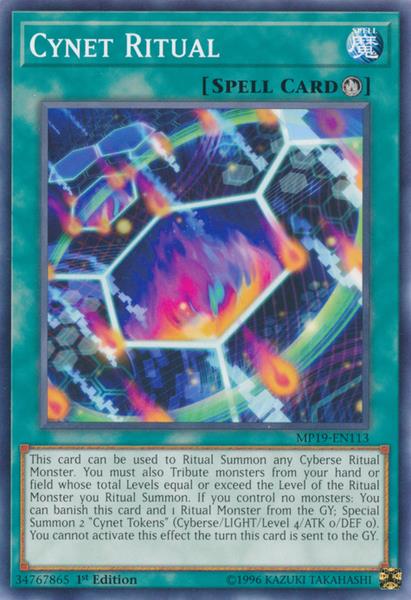 CYNET RITUAL
SPELL
魔
[SPELL CARD]
MP19-EN113
This card can be used to Ritual Summon any Cyberse Ritual
Monster. You must also Tribute monsters from your hand or
field whose total Levels equal or exceed the Level of the Ritual
Monster you Ritual Summon. If you control no monsters: You
can banish this card and 1 Ritual Monster from the GY; Special
Summon 2 "Cynet Tokens" (Cyberse/LIGHT/Level 4/ATK 0/DEF 0).
You cannot activate this effect the turn this card is sent to the GY.
34767865 1st Edition ©1996 KAZUKI TAKAHASHI